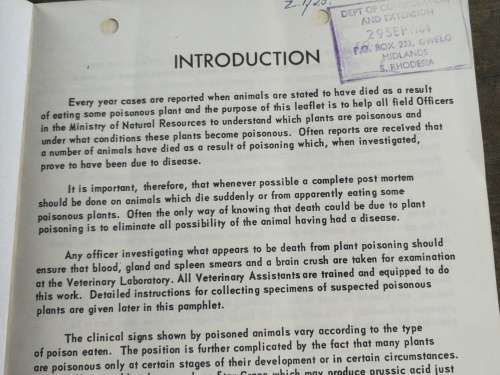 DEPT OF CONSERVATION
AND EXTENSION
29 SEP
P.O. BOX 233, GWELO
MIDLANDS
S. RHODESIA
INTRODUCTION
Every year cases are reported when animals are stated to have died as a result
of eating some poisonous plant and the purpose of this leaflet is to help all field Officers
in the Ministry of Natural Resources to understand which plants are poisonous and
under what conditions these plants become poisonous. Often reports are received that
a number of animals have died as a result of poisoning which, when investigated,
prove to have been due to disease.
It is important, therefore, that whenever possible a complete post mortem
should be done on animals which die suddenly or from apparently eating some
poisonous plants. Often the only way of knowing that death could be due to plant
poisoning is to eliminate all possibility of the animal having had a disease.
Any officer investigating what appears to be death from plant poisoning should
ensure that blood, gland and spleen smears and a brain crush are taken for examination
at the Veterinary Laboratory. All Veterinary Assistants are trained and equipped to do
this work. Detailed instructions for collecting specimens of suspected poisonous
plants are given later in this pamphlet.
The clinical signs shown by poisoned animals vary according to the type
of poison eaten. The position is further complicated by the fact that many plants
are poisonous only at certain stages of their development or in certain circumstances.
Star Grass which may produce prussic acid just